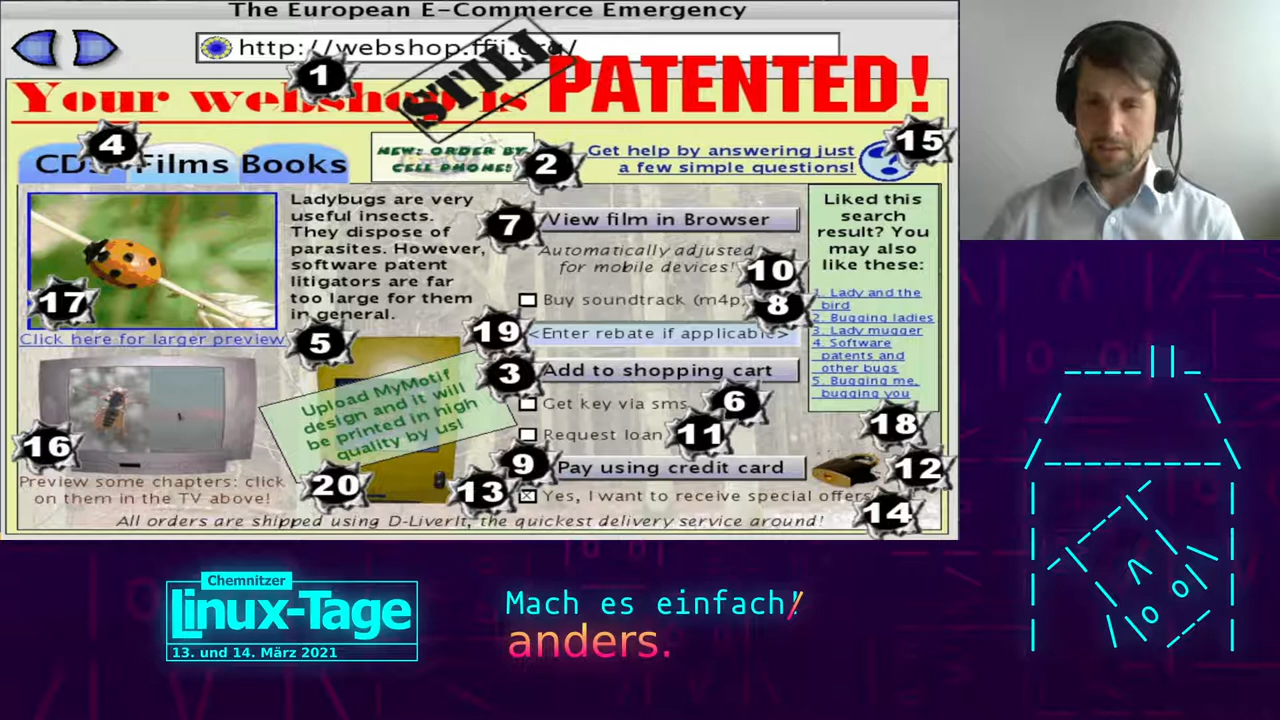 The European E-Commerce Emergency
http://webshop.ffii.org/
1
Your webshop is STILL PATENTED!
4
CDs Films Books
NEW: ORDER BY
CELL PHONE!
2
Get help by answering just
a few simple questions!
15
Ladybugs are very
useful insects.
They dispose of
parasites. However,
software patent
litigators are far
too large for them
in general.
17
Click here for larger preview
5
7
View film in Browser
Automatically adjusted
for mobile devices!
10
Buy soundtrack (m4p)
8
19
<Enter rebate if applicable>
3
Add to shopping cart
Get key via sms
6
Request loan
11
9
Pay using credit card
12
13
Yes, I want to receive special offers
14
Liked this
search
result? You
may also
like these:
1. Lady and the
bird
2. Bugging ladies
3. Lady mugger
4. Software
patents and
other bugs
5. Bugging me,
bugging you
18
16
Preview some chapters: click
on them in the TV above!
Upload MyMotif
design and it will
be printed in high
quality by us!
20
All orders are shipped using D-LiverIt, the quickest delivery service around!
Chemnitzer
Linux-Tage
13. und 14. März 2021
Mach es einfach!
anders.